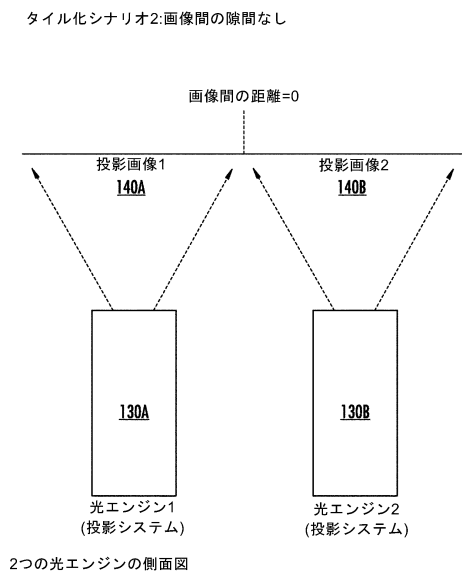 タイル化シナリオ2:画像間の隙間なし
画像間の距離=0
投影画像1
140A
投影画像2
140B
130A
130B
光エンジン1
(投影システム)
光エンジン2
(投影システム)
2つの光エンジンの側面図